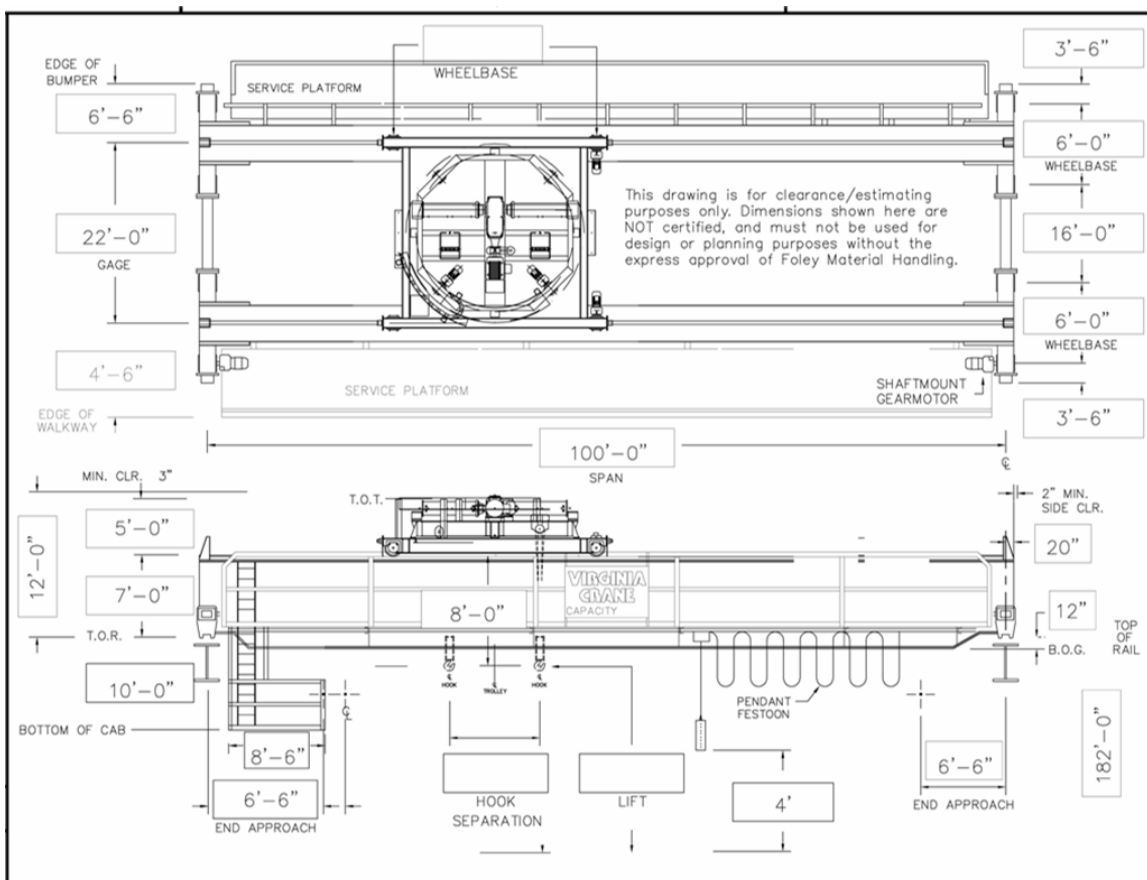 EDGE OF
BUMPER
6'-6"
22'-0"
GAGE
4'-6"
EDGE OF
WALKWAY
WHEELBASE
SERVICE PLATFORM
This drawing is for clearance/estimating
purposes only. Dimensions shown here are
NOT certified, and must not be used for
design or planning purposes without the
express approval of Foley Material Handling.
SERVICE PLATFORM
SHAFTMOUNT
GEARMOTOR
3'-6"
6'-0"
WHEELBASE
16'-0"
6'-0"
WHEELBASE
3'-6"
100'-0"
SPAN
℄
MIN. CLR. 3"
T.O.T.
2" MIN.
SIDE CLR.
12'-0"
5'-0"
7'-0"
T.O.R.
10'-0"
BOTTOM OF CAB
8'-6"
6'-6"
END APPROACH
℄
8'-0"
VIRGINIA
CRANE
CAPACITY
℄
HOOK
℄
TROLLEY
℄
HOOK
HOOK
SEPARATION
LIFT
PENDANT
FESTOON
4'
20"
12"
TOP
OF
RAIL
B.O.G.
6'-6"
END APPROACH
182'-0"